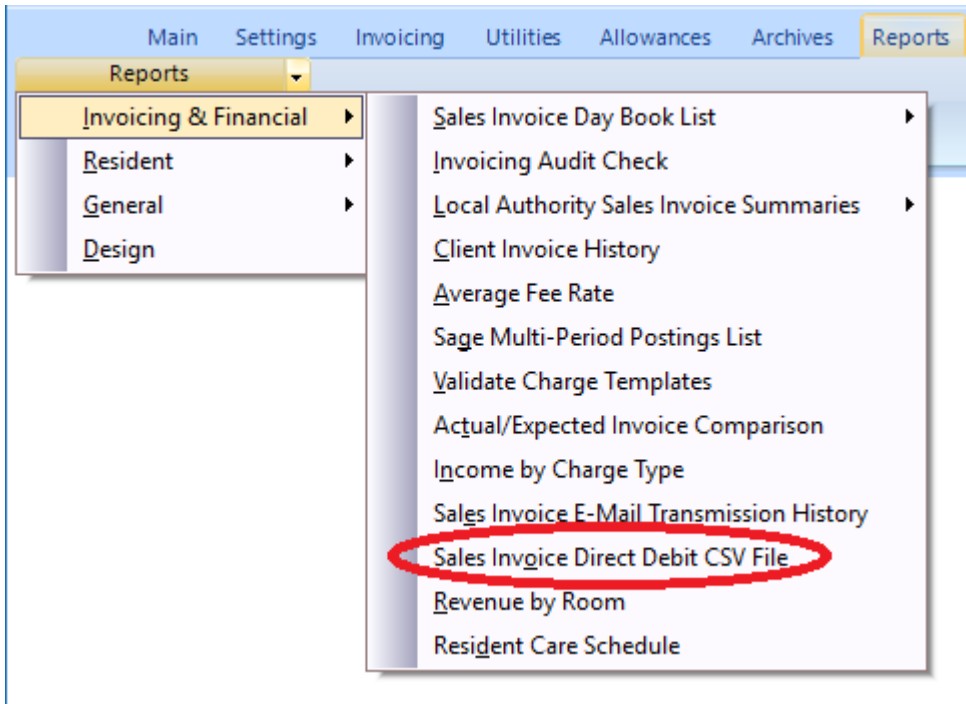 Main Settings Invoicing Utilities Allowances Archives Reports
Reports
Invoicing & Financial
Resident
General
Design
Sales Invoice Day Book List
Invoicing Audit Check
Local Authority Sales Invoice Summaries
Client Invoice History
Average Fee Rate
Sage Multi-Period Postings List
Validate Charge Templates
Actual/Expected Invoice Comparison
Income by Charge Type
Sales Invoice E-Mail Transmission History
Sales Invoice Direct Debit CSV File
Revenue by Room
Resident Care Schedule